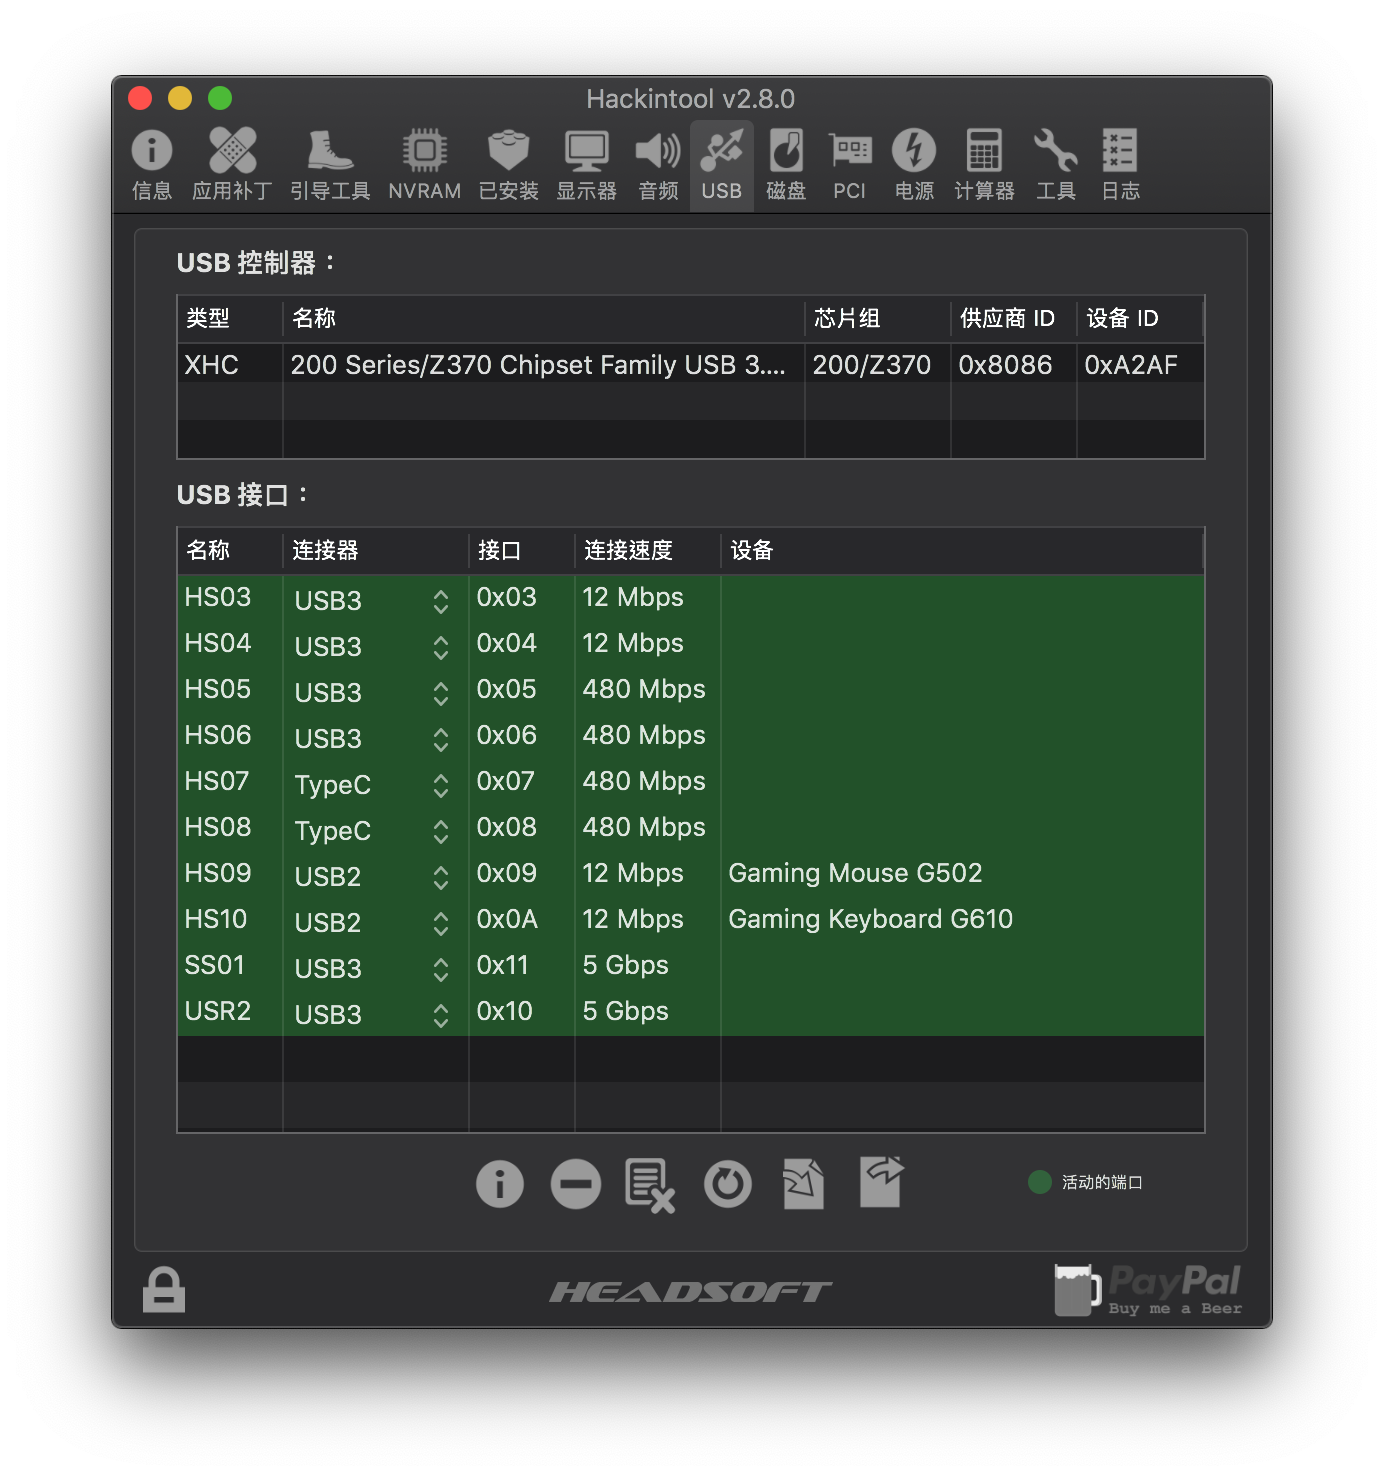 Hackintool v2.8.0
信息 应用补丁 引导工具 NVRAM 已安装 显示器 音频 USB 磁盘 PCI 电源 计算器 工具 日志
USB 控制器：
类型 名称 芯片组 供应商 ID 设备 ID
XHC 200 Series/Z370 Chipset Family USB 3.... 200/Z370 0x8086 0xA2AF
USB 接口：
名称 连接器 接口 连接速度 设备
HS03 USB3 0x03 12 Mbps
HS04 USB3 0x04 12 Mbps
HS05 USB3 0x05 480 Mbps
HS06 USB3 0x06 480 Mbps
HS07 TypeC 0x07 480 Mbps
HS08 TypeC 0x08 480 Mbps
HS09 USB2 0x09 12 Mbps Gaming Mouse G502
HS10 USB2 0x0A 12 Mbps Gaming Keyboard G610
SS01 USB3 0x11 5 Gbps
USR2 USB3 0x10 5 Gbps
活动的端口
HEADSOFT
PayPal
Buy me a Beer